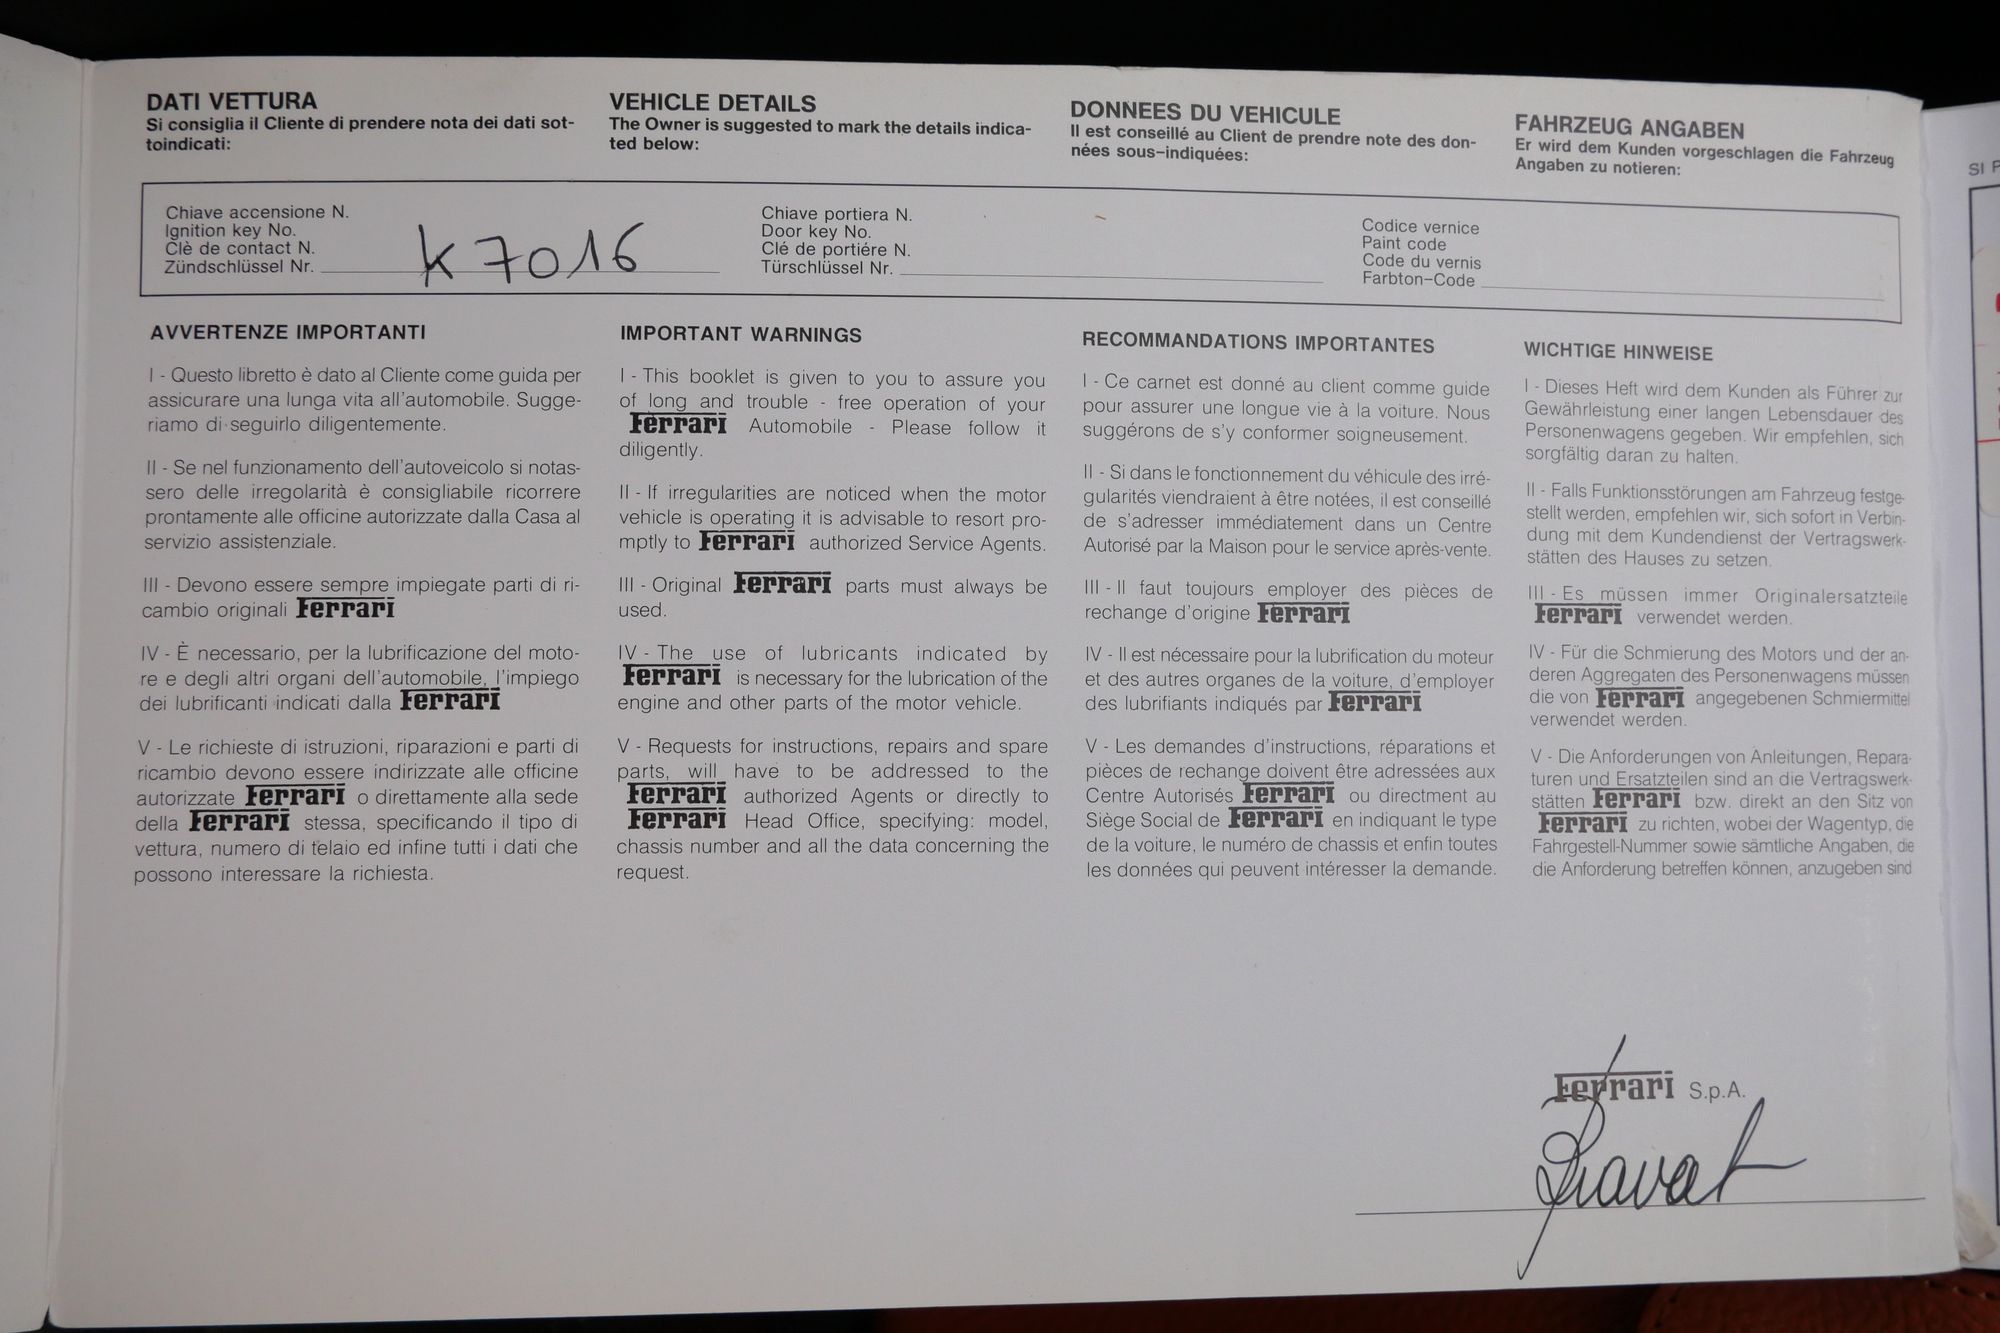 DATI VETTURA
Si consiglia il Cliente di prendere nota dei dati sot-
toindicati:
VEHICLE DETAILS
The Owner is suggested to mark the details indica-
ted below:
DONNEES DU VEHICULE
Il est conseillé au Client de prendre note des don-
nées sous-indiquées:
FAHRZEUG ANGABEN
Er wird dem Kunden vorgeschlagen die Fahrzeug
Angaben zu notieren:
Chiave accensione N.
Ignition key No.
Clè de contact N.
Zündschlüssel Nr.
K7016
Chiave portiera N.
Door key No.
Clé de portiére N.
Türschlüssel Nr.
Codice vernice
Paint code
Code du vernis
Farbton-Code
AVVERTENZE IMPORTANTI
I - Questo libretto è dato al Cliente come guida per
assicurare una lunga vita all'automobile. Sugge-
riamo di seguirlo diligentemente.
II - Se nel funzionamento dell'autoveicolo si notas-
sero delle irregolarità è consigliabile ricorrere
prontamente alle officine autorizzate dalla Casa al
servizio assistenziale.
III - Devono essere sempre impiegate parti di ri-
cambio originali Ferrari
IV - È necessario, per la lubrificazione del moto-
re e degli altri organi dell'automobile, l'impiego
dei lubrificanti indicati dalla Ferrari
V - Le richieste di istruzioni, riparazioni e parti di
ricambio devono essere indirizzate alle officine
autorizzate Ferrari o direttamente alla sede
della Ferrari stessa, specificando il tipo di
vettura, numero di telaio ed infine tutti i dati che
possono interessare la richiesta.
IMPORTANT WARNINGS
I - This booklet is given to you to assure you
of long and trouble - free operation of your
Ferrari Automobile - Please follow it
diligently.
II - If irregularities are noticed when the motor
vehicle is operating it is advisable to resort pro-
mptly to Ferrari authorized Service Agents.
III - Original Ferrari parts must always be
used.
IV - The use of lubricants indicated by
Ferrari is necessary for the lubrication of the
engine and other parts of the motor vehicle.
V - Requests for instructions, repairs and spare
parts, will have to be addressed to the
Ferrari authorized Agents or directly to
Ferrari Head Office, specifying: model,
chassis number and all the data concerning the
request.
RECOMMANDATIONS IMPORTANTES
I - Ce carnet est donné au client comme guide
pour assurer une longue vie à la voiture. Nous
suggérons de s'y conformer soigneusement.
II - Si dans le fonctionnement du véhicule des irré-
gularités viendraient à être notées, il est conseillé
de s'adresser immédiatement dans un Centre
Autorisé par la Maison pour le service après-vente.
III - Il faut toujours employer des pièces de
rechange d'origine Ferrari
IV - Il est nécessaire pour la lubrification du moteur
et des autres organes de la voiture, d'employer
des lubrifiants indiqués par Ferrari
V - Les demandes d'instructions, réparations et
pièces de rechange doivent être adressées aux
Centre Autorisés Ferrari ou directment au
Siège Social de Ferrari en indiquant le type
de la voiture, le numéro de chassis et enfin toutes
les données qui peuvent intéresser la demande.
WICHTIGE HINWEISE
I - Dieses Heft wird dem Kunden als Führer zur
Gewährleistung einer langen Lebensdauer des
Personenwagens gegeben. Wir empfehlen, sich
sorgfältig daran zu halten.
II - Falls Funktionsstörungen am Fahrzeug festge-
stellt werden, empfehlen wir, sich sofort in Verbin-
dung mit dem Kundendienst der Vertragswerk-
stätten des Hauses zu setzen.
III - Es müssen immer Originalersatzteile
Ferrari verwendet werden.
IV - Für die Schmierung des Motors und der an-
deren Aggregaten des Personenwagens müssen
die von Ferrari angegebenen Schmiermittel
verwendet werden.
V - Die Anforderungen von Anleitungen, Repara-
turen und Ersatzteilen sind an die Vertragswerk-
stätten Ferrari bzw. direkt an den Sitz von
Ferrari zu richten, wobei der Wagentyp, die
Fahrgestell-Nummer sowie sämtliche Angaben, die
die Anforderung betreffen können, anzugeben sind
Ferrari S.p.A.
SI